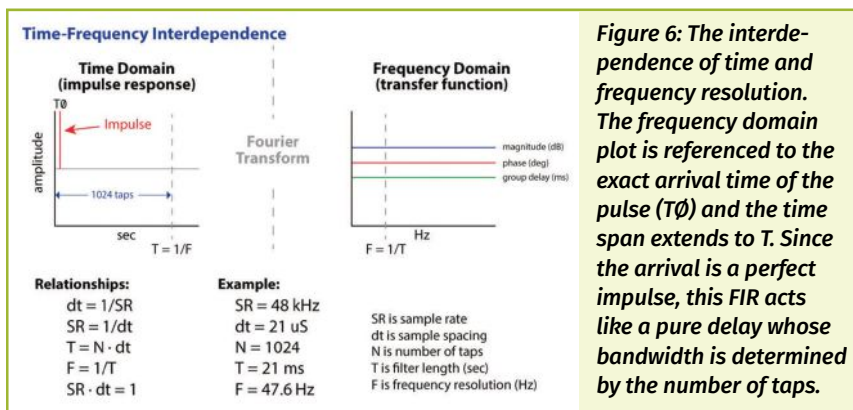 Time-Frequency Interdependence
Time Domain
(impulse response)
TØ
Impulse
amplitude
1024 taps
sec
T = 1/F
Fourier
Transform
Frequency Domain
(transfer function)
magnitude (dB)
phase (deg)
group delay (ms)
Hz
F = 1/T
Relationships:
dt = 1/SR
SR = 1/dt
T = N · dt
F = 1/T
SR · dt = 1
Example:
SR = 48 kHz
dt = 21 uS
N = 1024
T = 21 ms
F = 47.6 Hz
SR is sample rate
dt is sample spacing
N is number of taps
T is filter length (sec)
F is frequency resolution (Hz)
Figure 6: The interde-
pendence of time and
frequency resolution.
The frequency domain
plot is referenced to the
exact arrival time of the
pulse (TØ) and the time
span extends to T. Since
the arrival is a perfect
impulse, this FIR acts
like a pure delay whose
bandwidth is determined
by the number of taps.